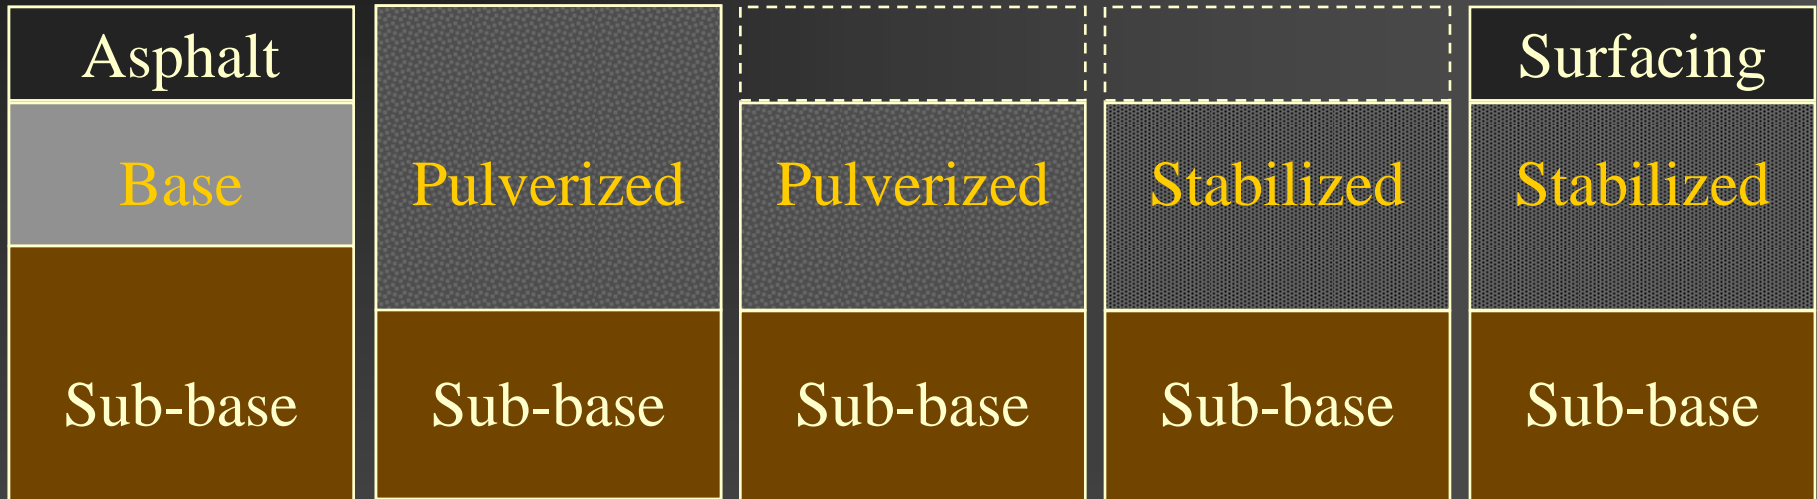 Asphalt
Base
Sub-base
Pulverized
Sub-base
Pulverized
Sub-base
Stabilized
Sub-base
Surfacing
Stabilized
Sub-base